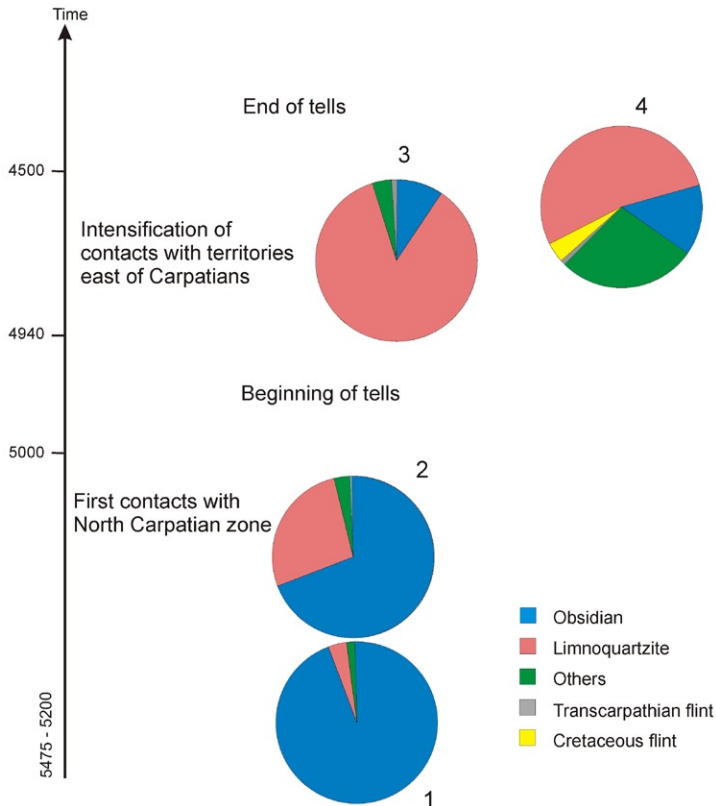 Time
End of tells
4
3
4500
Intensification of
contacts with territories
east of Carpatians
4940
Beginning of tells
5000
2
First contacts with
North Carpatian zone
Obsidian
Limnoquartzite
Others
Transcarpathian flint
Cretaceous flint
5475 - 5200
1